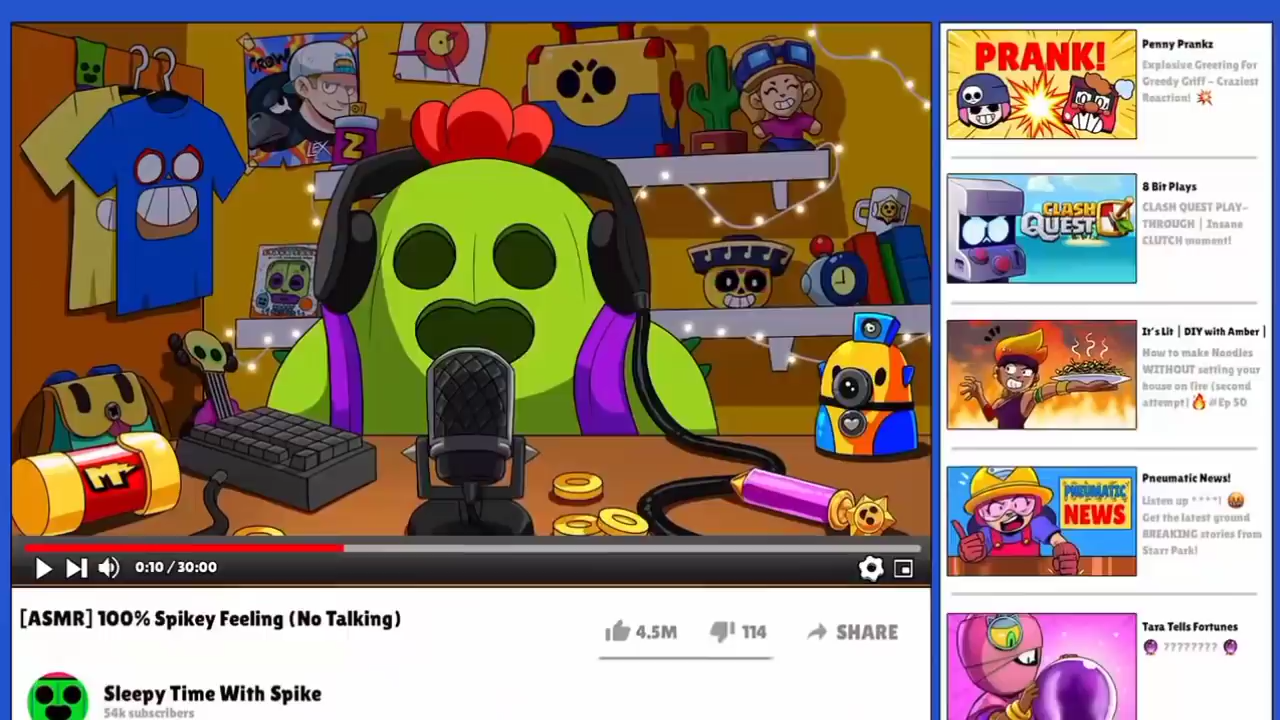 CROW
LEX
Z
0:10 / 30:00
[ASMR] 100% Spikey Feeling (No Talking)
4.5M
114
SHARE
Sleepy Time With Spike
54k subscribers
PRANK!
Penny Prankz
Explosive Greeting For
Greedy Griff - Craziest
Reaction!
CLASH
QUEST
8 Bit Plays
CLASH QUEST PLAY-
THROUGH | Insane
CLUTCH moment!
It's Lit | DIY with Amber |
How to make Noodles
WITHOUT setting your
house on fire (second
attempt) #Ep 50
PNEUMATIC
NEWS
Pneumatic News!
Listen up ****!
Get the latest ground
BREAKING stories from
Starr Park!
Tara Tells Fortunes
????????